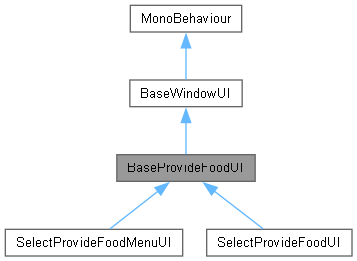 MonoBehaviour
BaseWindowUI
BaseProvideFoodUI
SelectProvideFoodMenuUI
SelectProvideFoodUI